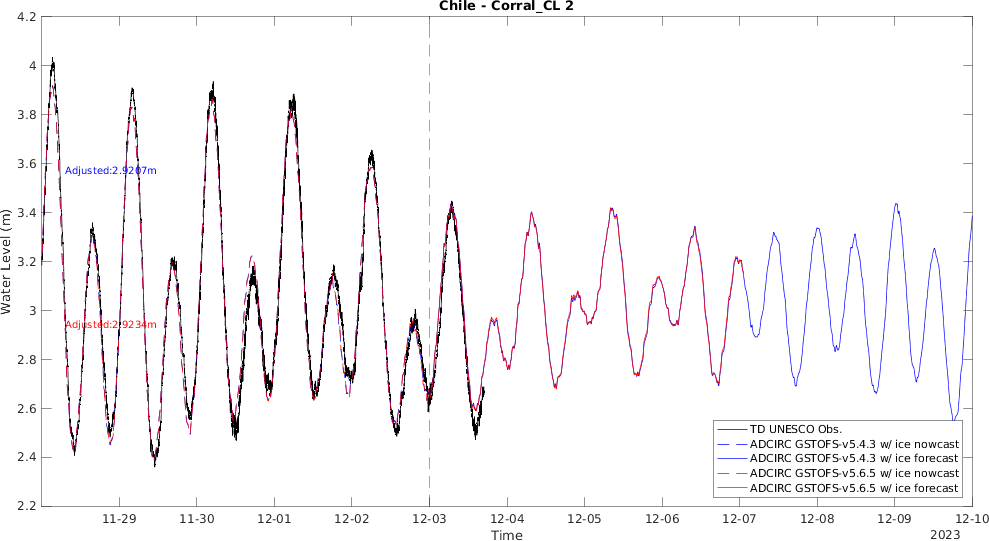 Chile - Corral_CL 2
4.2
4
3.8
3.6
3.4
3.2
3
2.8
2.6
2.4
2.2
Water Level (m)
Adjusted:2.9207m
Adjusted:2.9234m
TD UNESCO Obs.
ADCIRC GSTOFS-v5.4.3 w/ ice nowcast
ADCIRC GSTOFS-v5.4.3 w/ ice forecast
ADCIRC GSTOFS-v5.6.5 w/ ice nowcast
ADCIRC GSTOFS-v5.6.5 w/ ice forecast
11-29 11-30 12-01 12-02 12-03 12-04 12-05 12-06 12-07 12-08 12-09 12-10
Time
2023